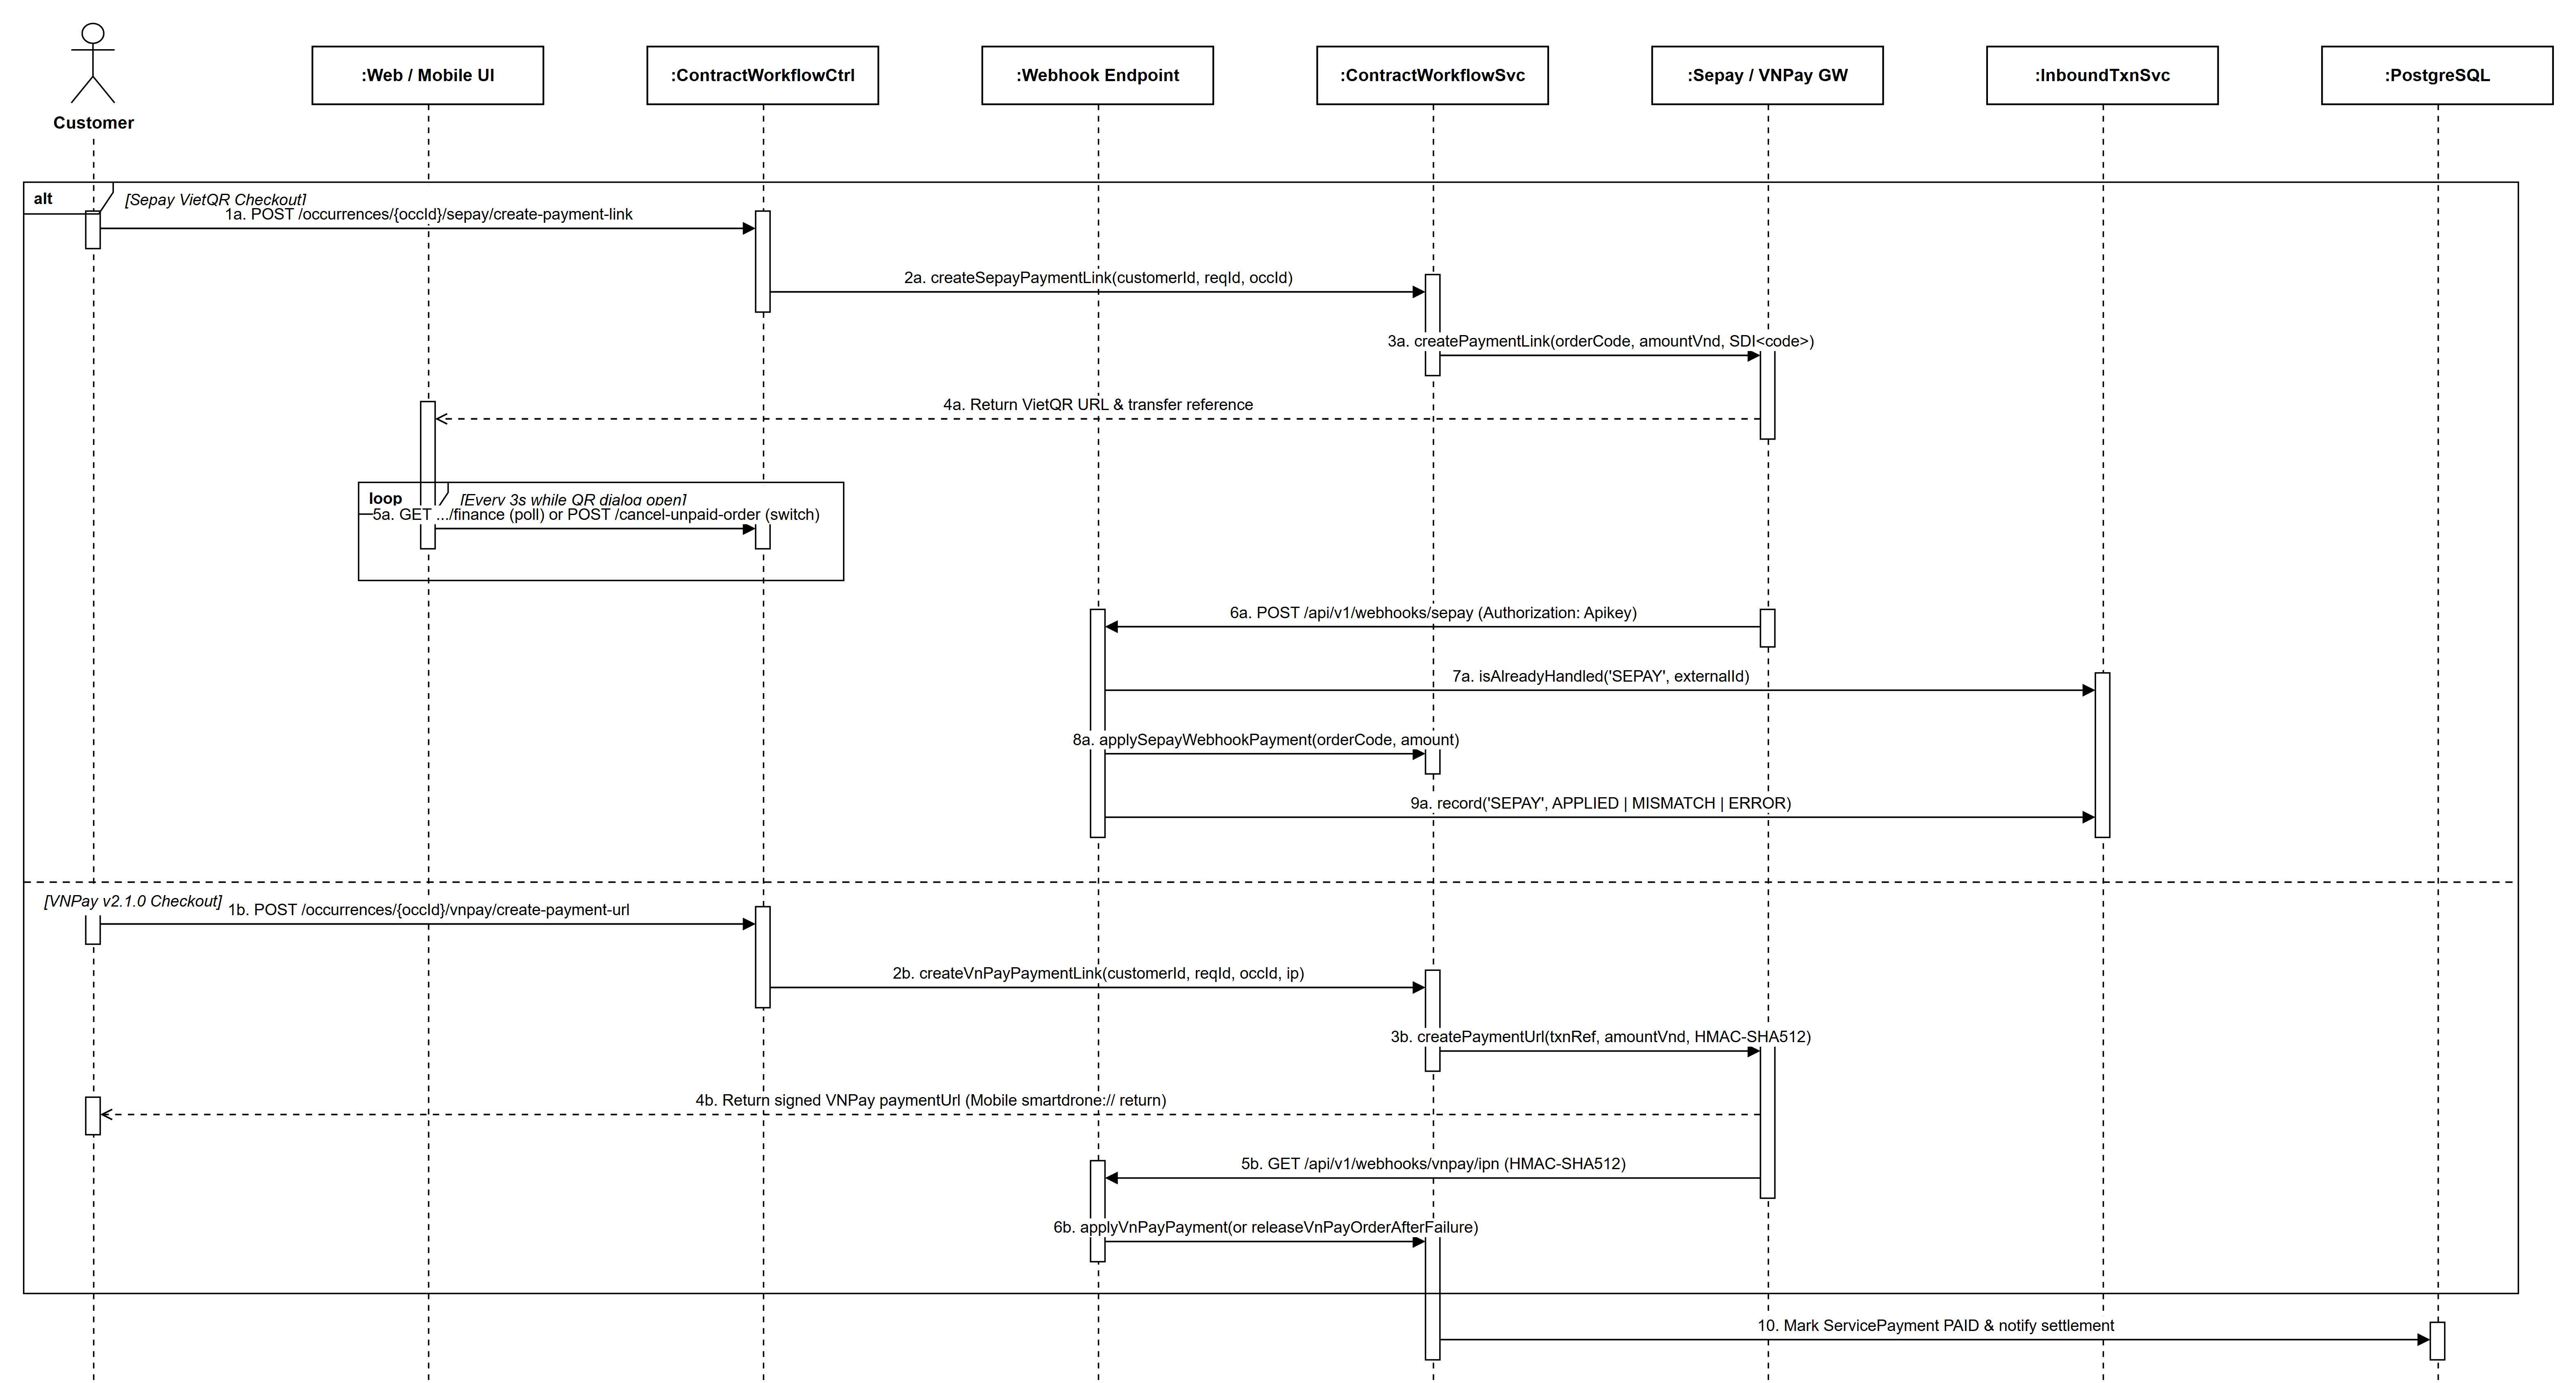 :Web / Mobile UI
:ContractWorkflowCtrl
:Webhook Endpoint
:ContractWorkflowSvc
:Sepay / VNPay GW
:InboundTxnSvc
:PostgreSQL
Customer
alt
[Sepay VietQR Checkout]
1a. POST /occurrences/{occId}/sepay/create-payment-link
2a. createSepayPaymentLink(customerId, reqId, occId)
3a. createPaymentLink(orderCode, amountVnd, SDI<code>)
4a. Return VietQR URL & transfer reference
loop
[Every 3s while QR dialog open]
5a. GET .../finance (poll) or POST /cancel-unpaid-order (switch)
6a. POST /api/v1/webhooks/sepay (Authorization: Apikey)
7a. isAlreadyHandled('SEPAY', externalId)
8a. applySepayWebhookPayment(orderCode, amount)
9a. record('SEPAY', APPLIED | MISMATCH | ERROR)
[VNPay v2.1.0 Checkout]
1b. POST /occurrences/{occId}/vnpay/create-payment-url
2b. createVnPayPaymentLink(customerId, reqId, occId, ip)
3b. createPaymentUrl(txnRef, amountVnd, HMAC-SHA512)
4b. Return signed VNPay paymentUrl (Mobile smartdrone:// return)
5b. GET /api/v1/webhooks/vnpay/ipn (HMAC-SHA512)
6b. applyVnPayPayment(or releaseVnPayOrderAfterFailure)
10. Mark ServicePayment PAID & notify settlement